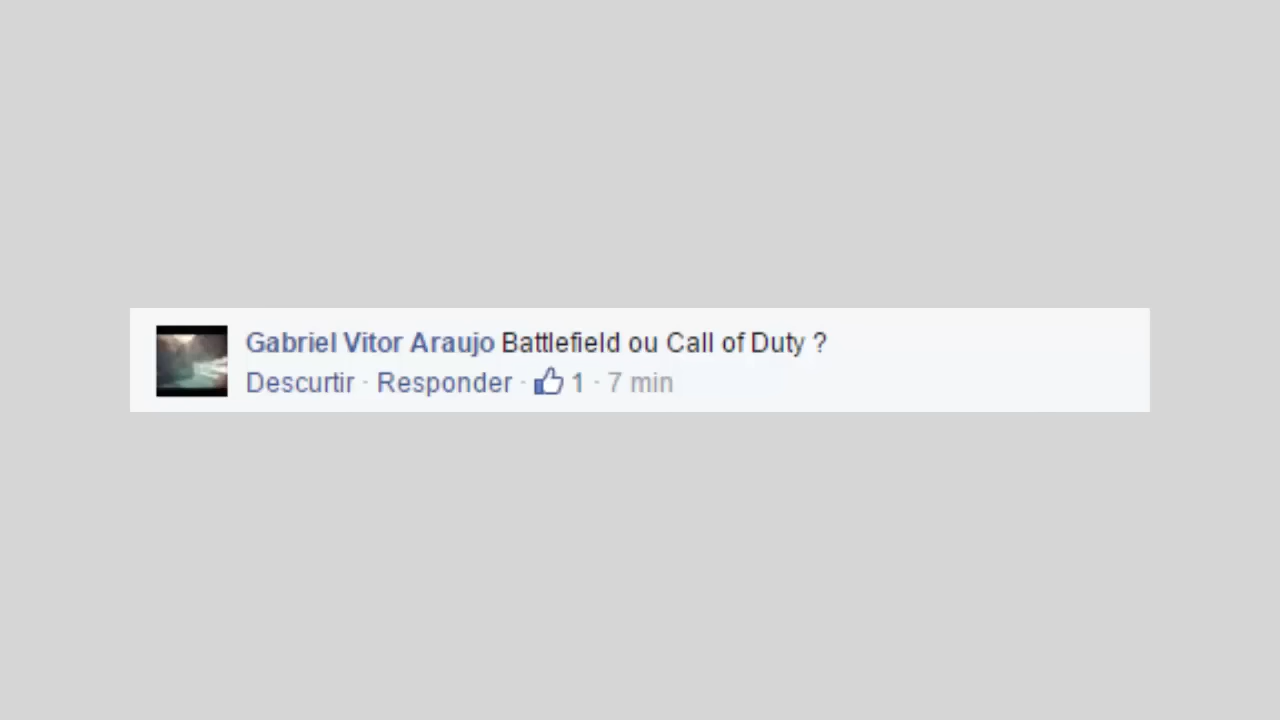 Gabriel Vitor Araujo Battlefield ou Call of Duty ?
Descurtir · Responder · 1 · 7 min